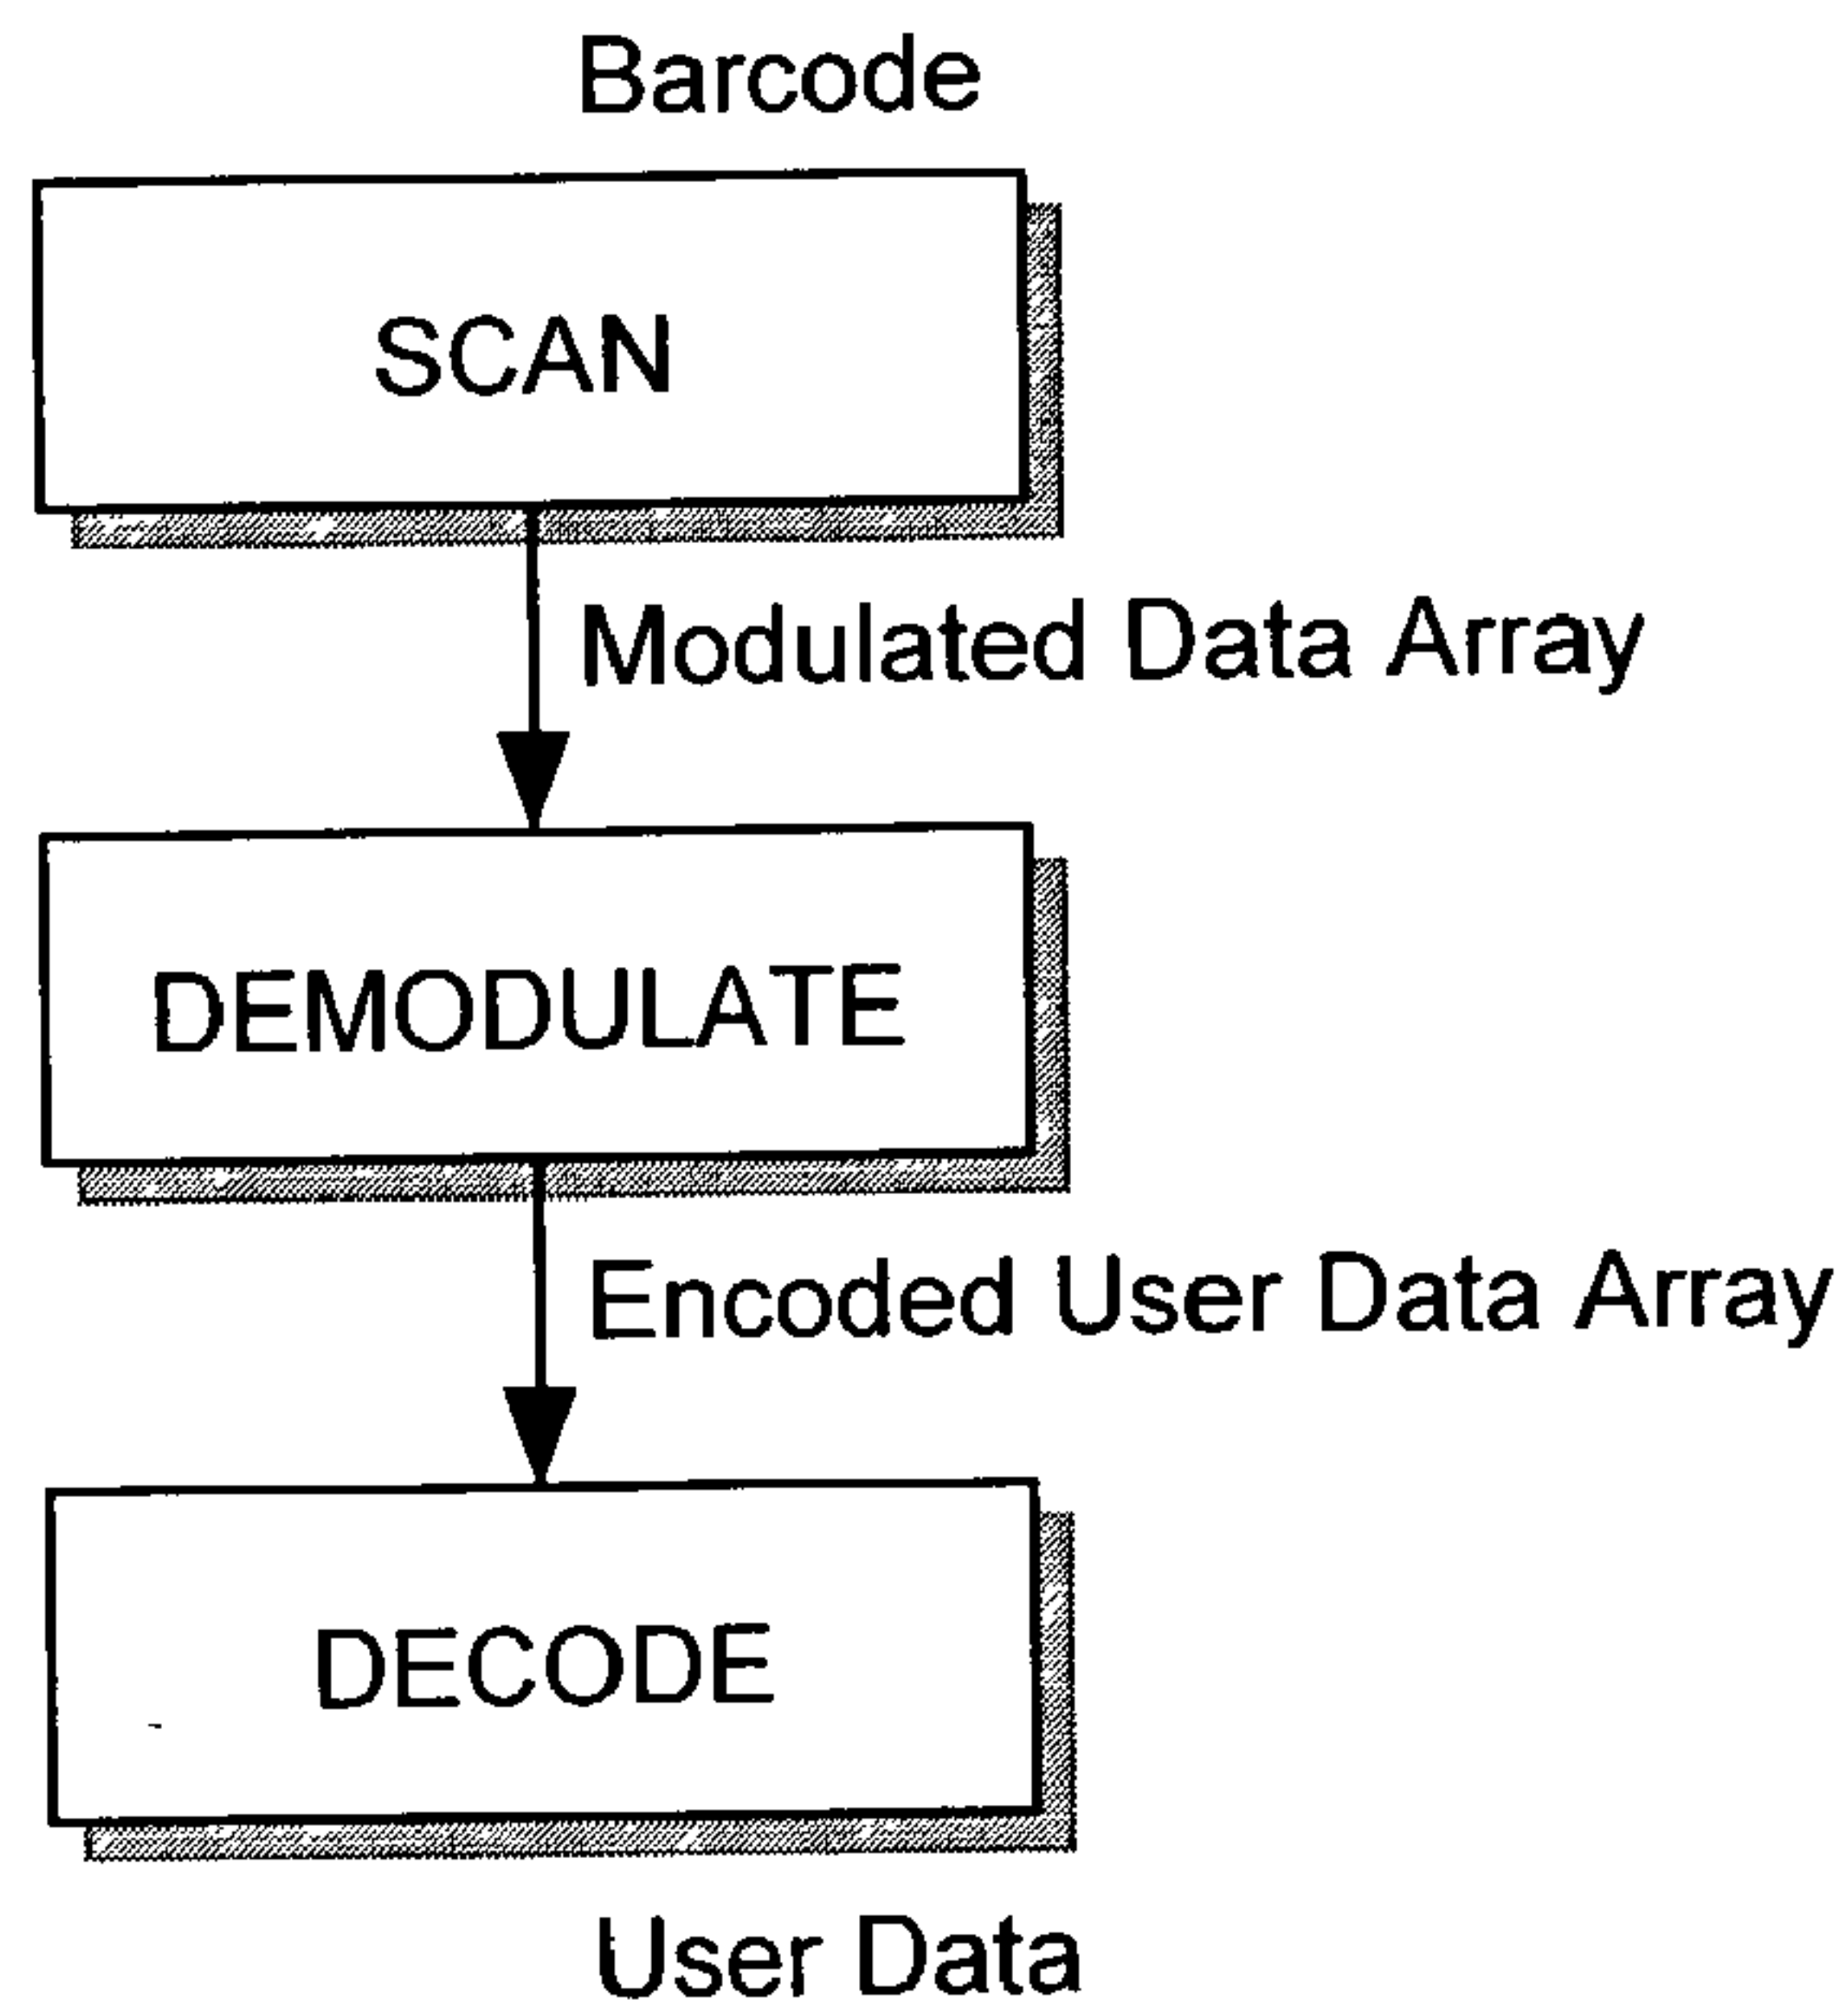 Barcode
SCAN
Modulated Data Array
DEMODULATE
Encoded User Data Array
DECODE
User Data